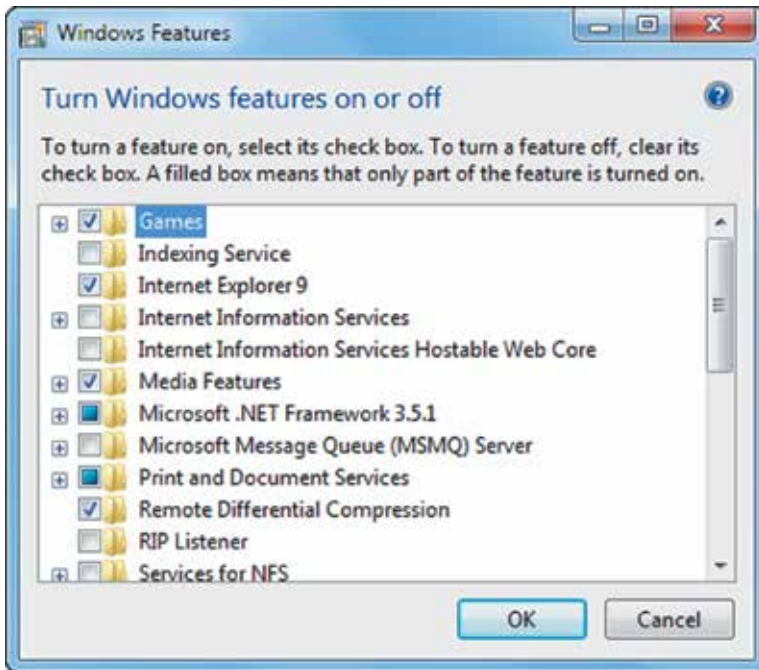 Windows Features
Turn Windows features on or off
To turn a feature on, select its check box. To turn a feature off, clear its
check box. A filled box means that only part of the feature is turned on.
Games
Indexing Service
Internet Explorer 9
Internet Information Services
Internet Information Services Hostable Web Core
Media Features
Microsoft .NET Framework 3.5.1
Microsoft Message Queue (MSMQ) Server
Print and Document Services
Remote Differential Compression
RIP Listener
Services for NFS
OK Cancel